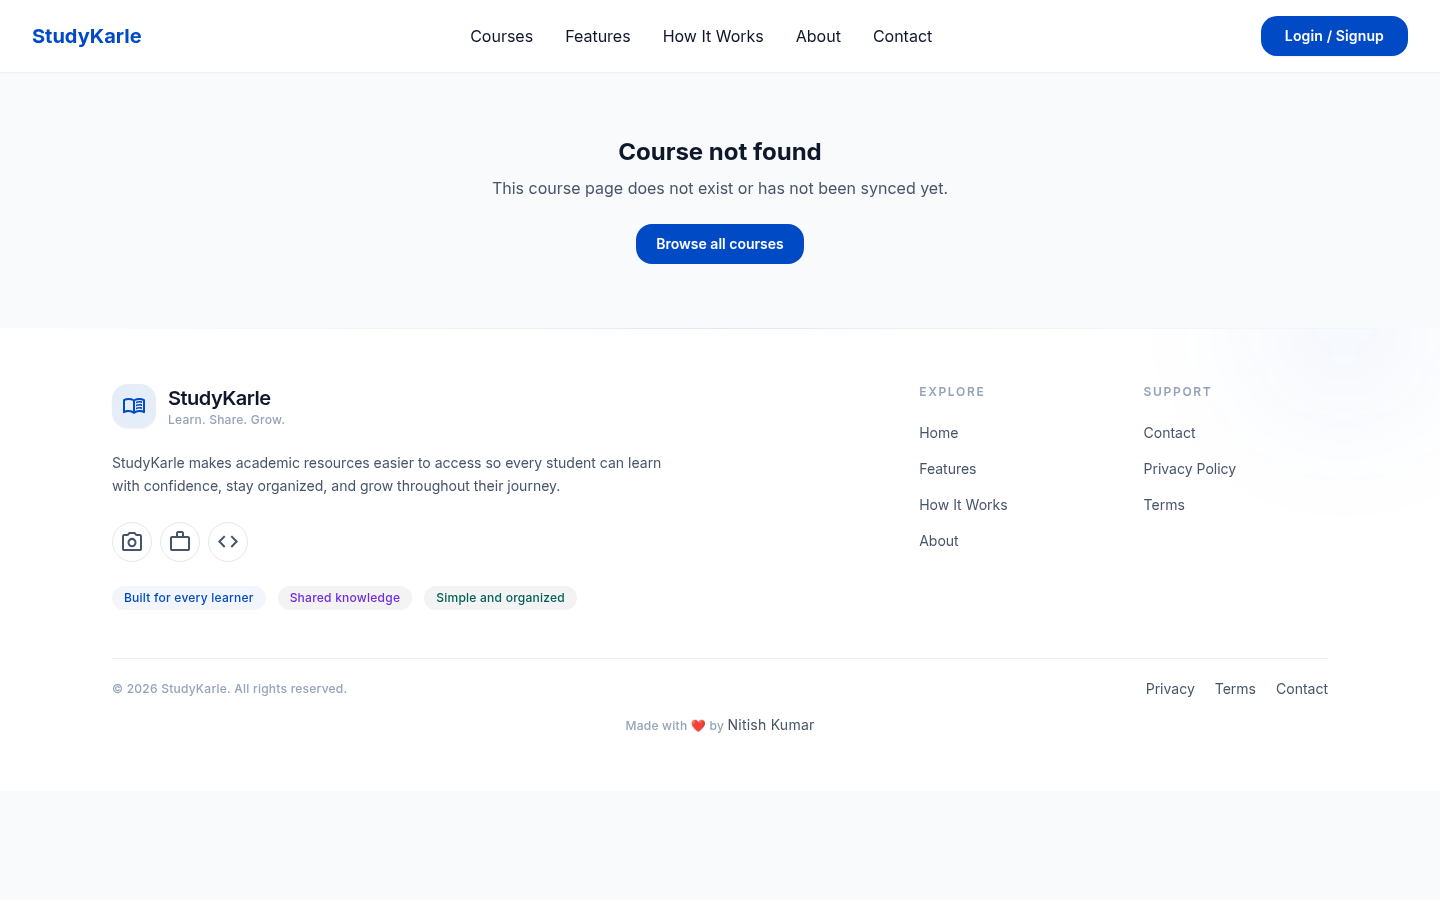 StudyKarle
Courses
Features
How It Works
About
Contact
Login / Signup
Course not found
This course page does not exist or has not been synced yet.
Browse all courses
StudyKarle
Learn. Share. Grow.
StudyKarle makes academic resources easier to access so every student can learn
with confidence, stay organized, and grow throughout their journey.
Built for every learner
Shared knowledge
Simple and organized
EXPLORE
Home
Features
How It Works
About
SUPPORT
Contact
Privacy Policy
Terms
© 2026 StudyKarle. All rights reserved.
Privacy
Terms
Contact
Made with ❤️ by Nitish Kumar